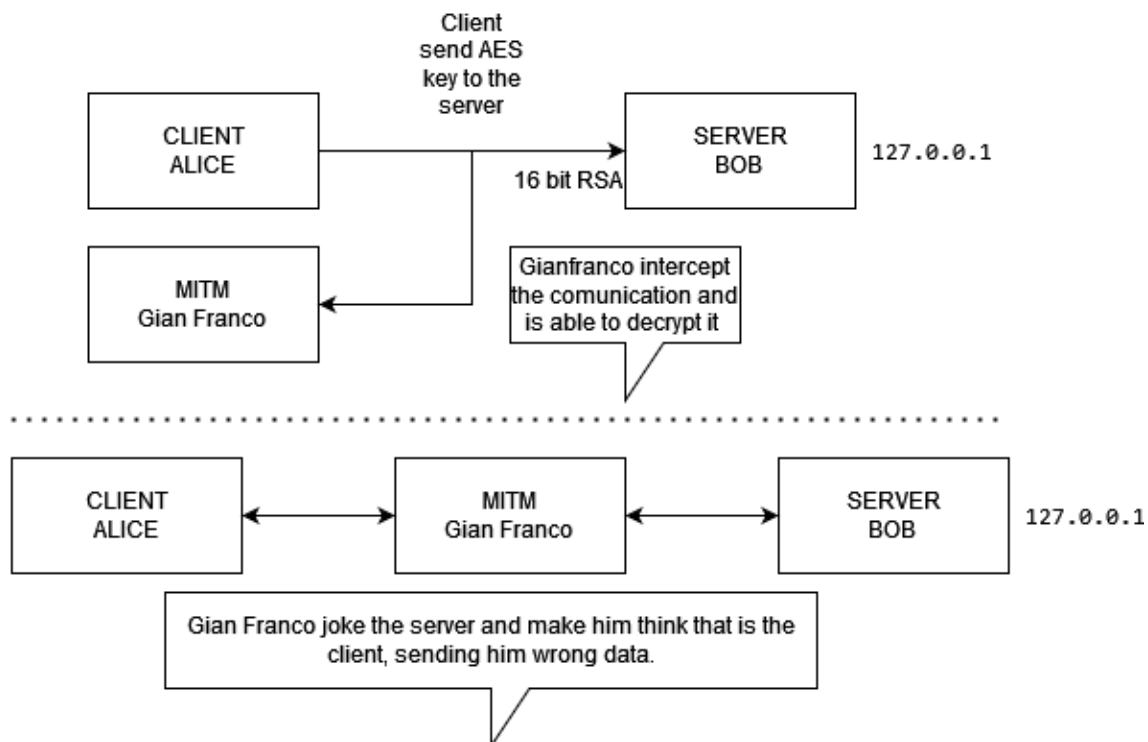 Client
send AES
key to the
server
CLIENT
ALICE
SERVER
BOB
127.0.0.1
16 bit RSA
MITM
Gian Franco
Gianfranco intercept
the comunication and
is able to decrypt it
CLIENT
ALICE
MITM
Gian Franco
SERVER
BOB
127.0.0.1
Gian Franco joke the server and make him think that is the
client, sending him wrong data.